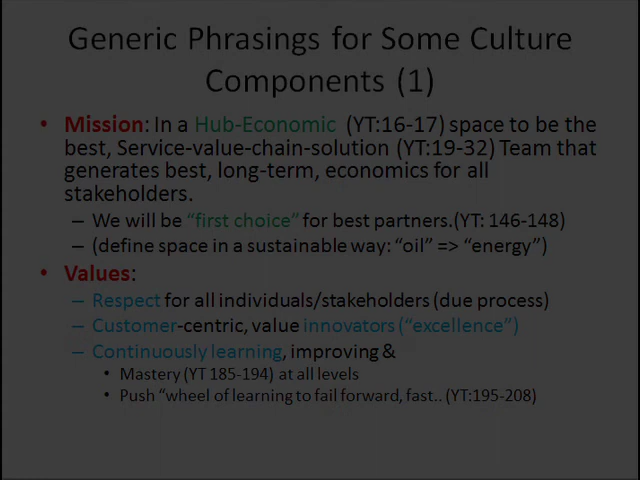 Generic Phrasings for Some Culture
Components (1)
• Mission: In a Hub-Economic (YT:16-17) space to be the
best, Service-value-chain-solution (YT:19-32) Team that
generates best, long-term, economics for all
stakeholders.
– We will be “first choice” for best partners.(YT: 146-148)
– (define space in a sustainable way: “oil” => “energy”)
• Values:
– Respect for all individuals/stakeholders (due process)
– Customer-centric, value innovators (“excellence”)
– Continuously learning, improving &
• Mastery (YT 185-194) at all levels
• Push “wheel of learning to fail forward, fast.. (YT:195-208)